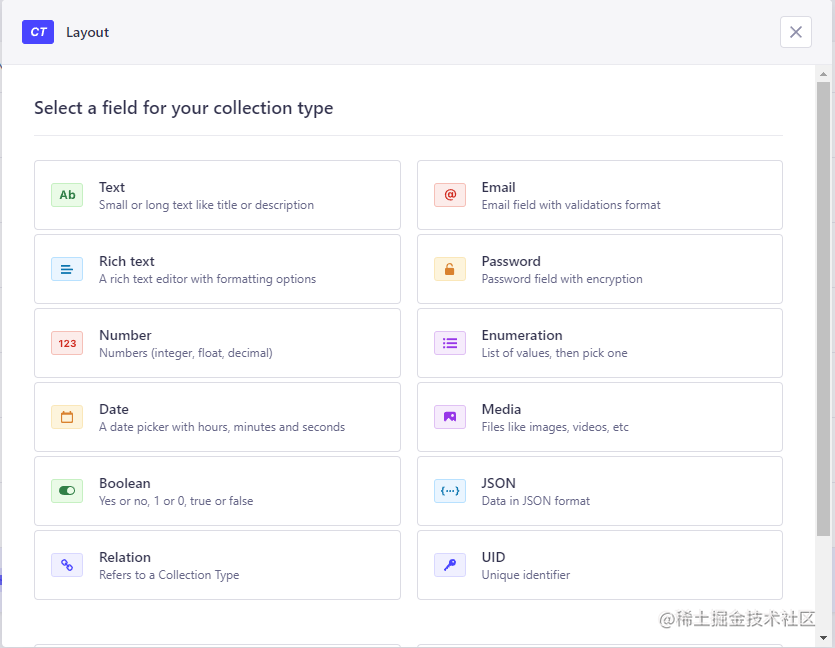 CT Layout
Select a field for your collection type
Ab Text
Small or long text like title or description
@ Email
Email field with validations format
Rich text
A rich text editor with formatting options
Password
Password field with encryption
123 Number
Numbers (integer, float, decimal)
Enumeration
List of values, then pick one
Date
A date picker with hours, minutes and seconds
Media
Files like images, videos, etc
Boolean
Yes or no, 1 or 0, true or false
{···} JSON
Data in JSON format
Relation
Refers to a Collection Type
UID
Unique identifier
@稀土掘金技术社区